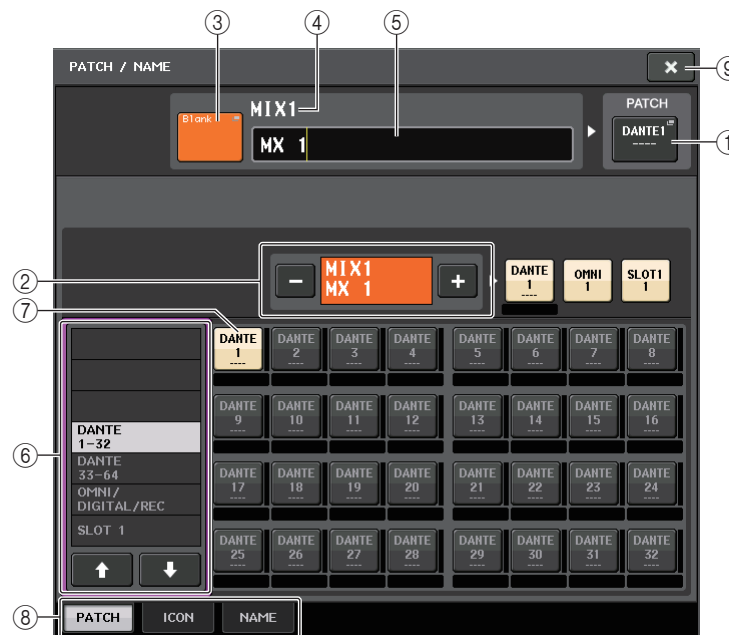 ③ ④ ⑤
PATCH / NAME
⑨
Blank
MIX1
MX 1
PATCH
DANTE1
----
②
MIX1
MX 1
DANTE 1 ----
OMNI 1
SLOT1 1
⑦
DANTE 1 ---- DANTE 2 ---- DANTE 3 ---- DANTE 4 ---- DANTE 5 ---- DANTE 6 ---- DANTE 7 ---- DANTE 8 ----
DANTE 9 ---- DANTE 10 ---- DANTE 11 ---- DANTE 12 ---- DANTE 13 ---- DANTE 14 ---- DANTE 15 ---- DANTE 16 ----
DANTE 17 ---- DANTE 18 ---- DANTE 19 ---- DANTE 20 ---- DANTE 21 ---- DANTE 22 ---- DANTE 23 ---- DANTE 24 ----
DANTE 25 ---- DANTE 26 ---- DANTE 27 ---- DANTE 28 ---- DANTE 29 ---- DANTE 30 ---- DANTE 31 ---- DANTE 32 ----
⑥
DANTE
1-32
DANTE
33-64
OMNI/
DIGITAL/REC
SLOT 1
⑧
PATCH ICON NAME